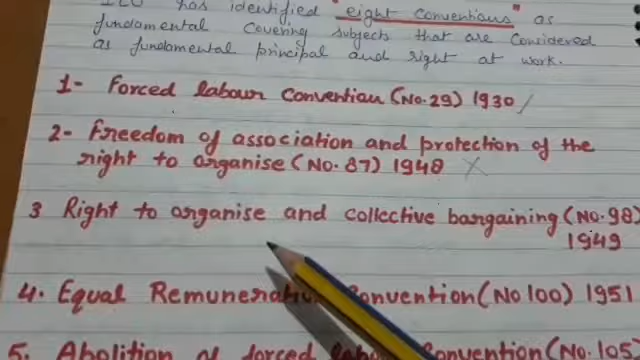 ILO has identified "eight conventions" as
fundamental covering subjects that are considered
as fundamental principal and right at work.
1- Forced labour Convention (No. 29) 1930/
2- Freedom of association and protection of the
right to organise (No. 87) 1948 X
3 Right to organise and collective bargaining (No. 98)
1949
4. Equal Remuneration Convention (No 100) 1951
5. Abolition of forced labour Convention (No. 105